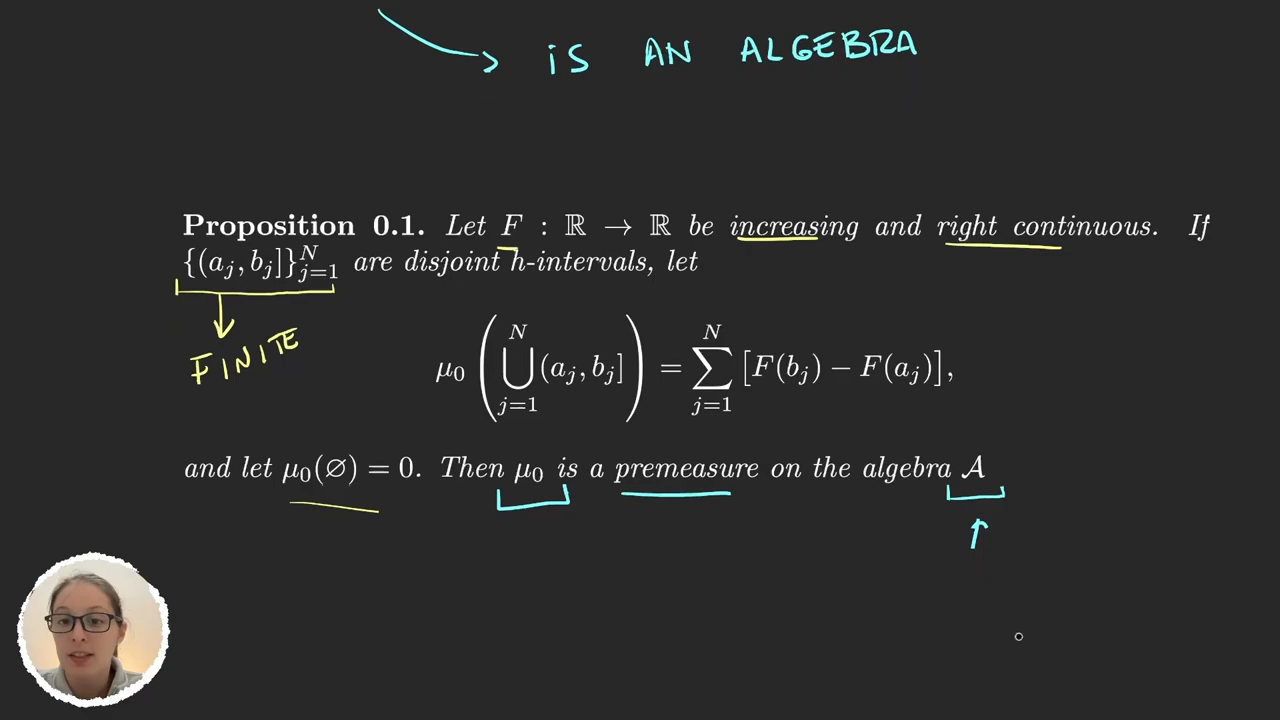 is AN ALGEBRA
Proposition 0.1. Let F : ℝ → ℝ be increasing and right continuous. If
{(a_j, b_j]}_{j=1}^N are disjoint h-intervals, let
FINITE
μ_0 (⋃_{j=1}^N (a_j, b_j]) = ∑_{j=1}^N [F(b_j) − F(a_j)],
and let μ_0(∅) = 0. Then μ_0 is a premeasure on the algebra 𝒜